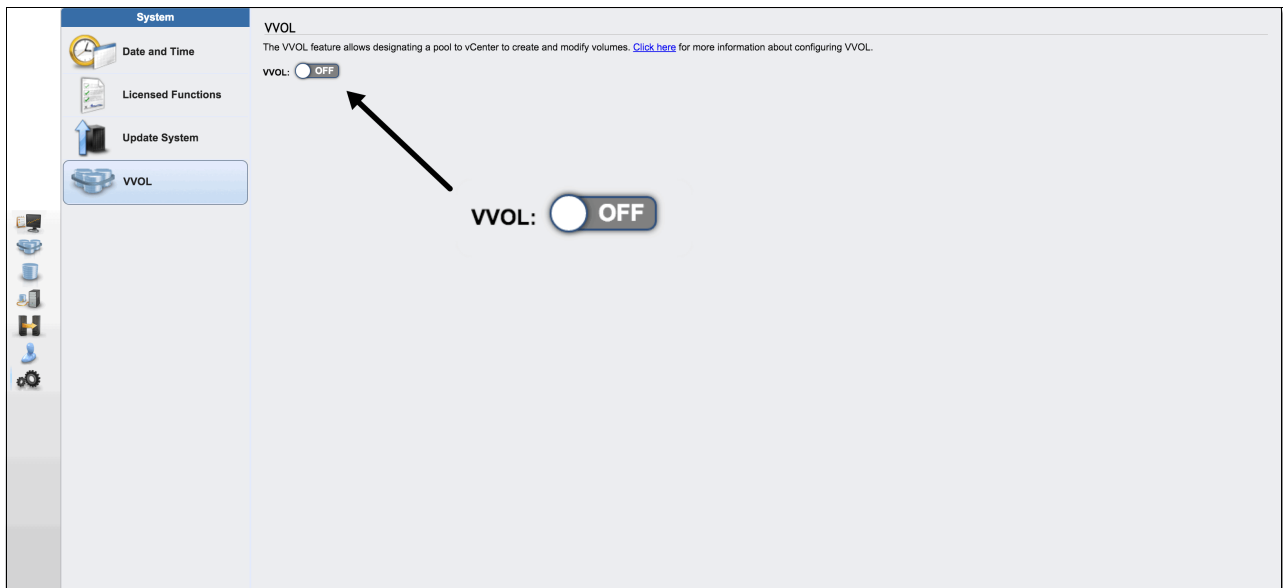 System
Date and Time
Licensed Functions
Update System
VVOL
VVOL
The VVOL feature allows designating a pool to vCenter to create and modify volumes. Click here for more information about configuring VVOL.
VVOL: OFF
VVOL: OFF